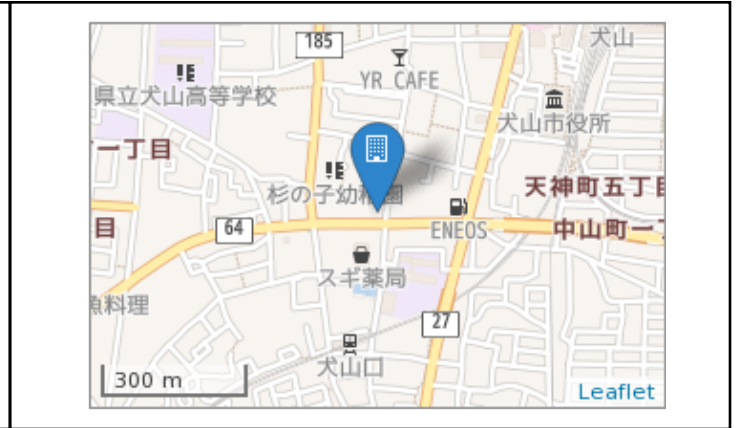 185
犬山
YR CAFE
県立犬山高等学校
犬山市役所
一丁目
杉の子幼稚園
天神町五丁目
目
64
ENEOS
中山町一
スギ薬局
魚料理
27
犬山口
300 m
Leaflet